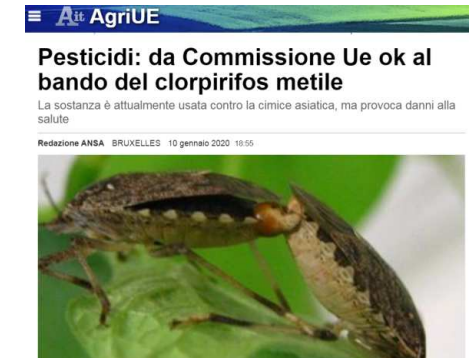 Ait AgriUE
Pesticidi: da Commissione Ue ok al
bando del clorpirifos metile
La sostanza è attualmente usata contro la cimice asiatica, ma provoca danni alla
salute
Redazione ANSA BRUXELLES 10 gennaio 2020 18:55